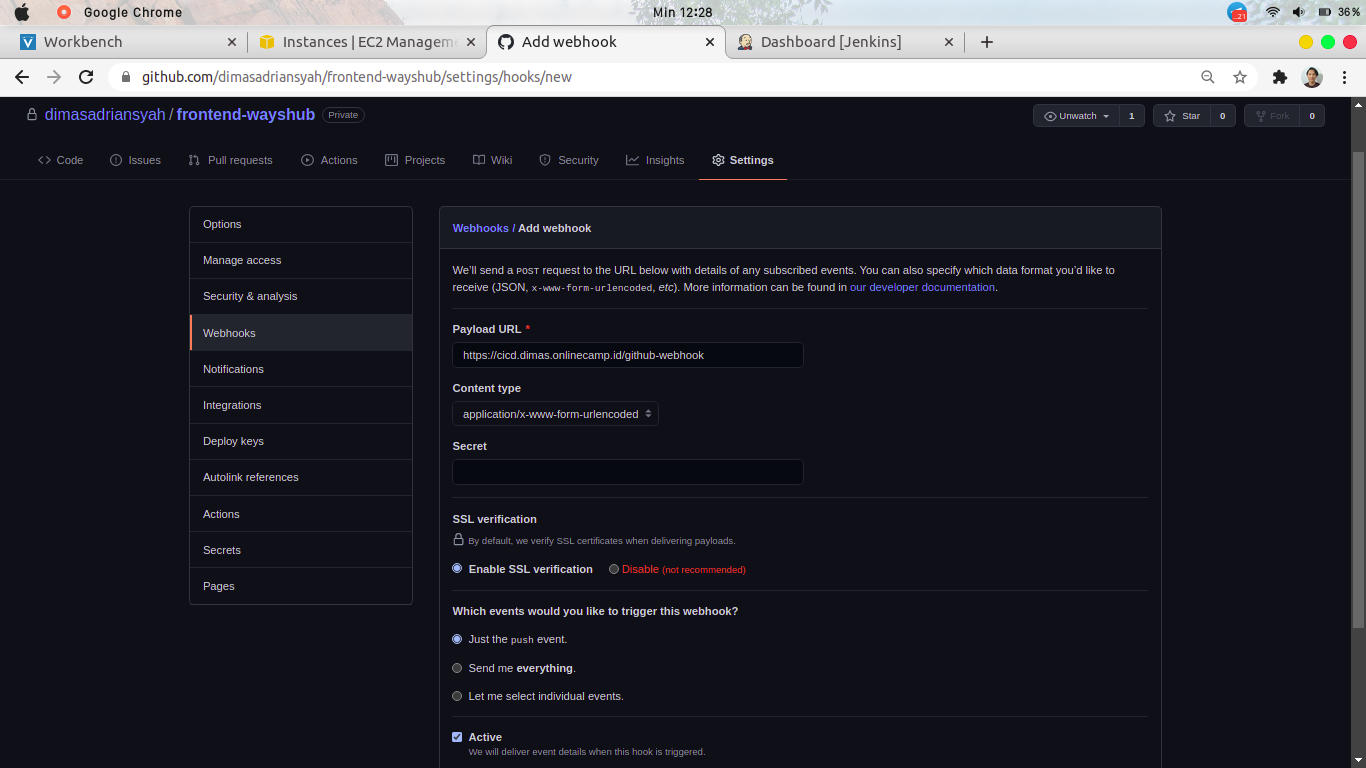 Google Chrome
Min 12:28
21
36%
Workbench
Instances | EC2 Managem
Add webhook
Dashboard [Jenkins]
github.com/dimasadriansyah/frontend-wayshub/settings/hooks/new
dimasadriansyah / frontend-wayshub Private
Unwatch 1 Star 0 Fork 0
Code Issues Pull requests Actions Projects Wiki Security Insights Settings
Options
Manage access
Security & analysis
Webhooks
Notifications
Integrations
Deploy keys
Autolink references
Actions
Secrets
Pages
Webhooks / Add webhook
We'll send a POST request to the URL below with details of any subscribed events. You can also specify which data format you'd like to
receive (JSON, x-www-form-urlencoded, etc). More information can be found in our developer documentation.
Payload URL *
https://cicd.dimas.onlinecamp.id/github-webhook
Content type
application/x-www-form-urlencoded
Secret
SSL verification
By default, we verify SSL certificates when delivering payloads.
Enable SSL verification Disable (not recommended)
Which events would you like to trigger this webhook?
Just the push event.
Send me everything.
Let me select individual events.
Active
We will deliver event details when this hook is triggered.